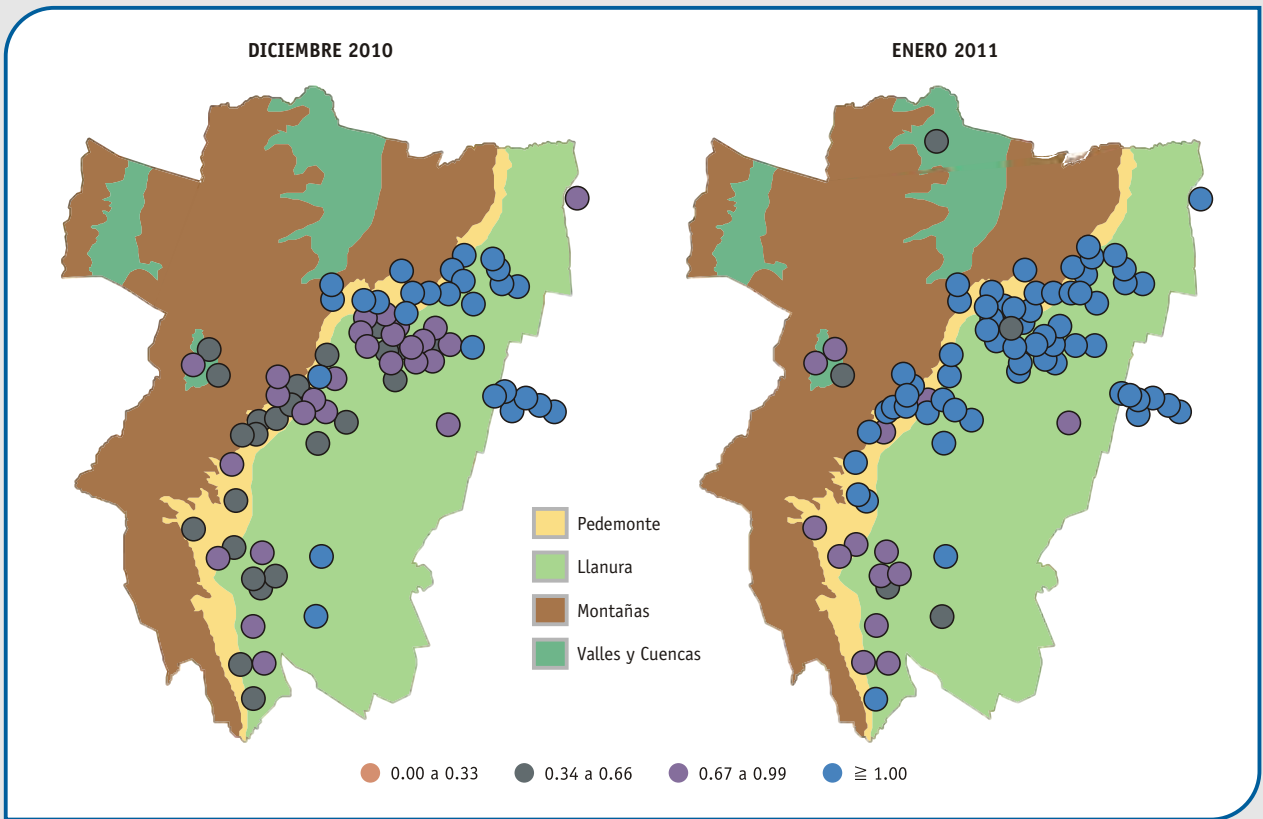 DICIEMBRE 2010
ENERO 2011
Pedemonte
Llanura
Montañas
Valles y Cuencas
0.00 a 0.33
0.34 a 0.66
0.67 a 0.99
≧ 1.00